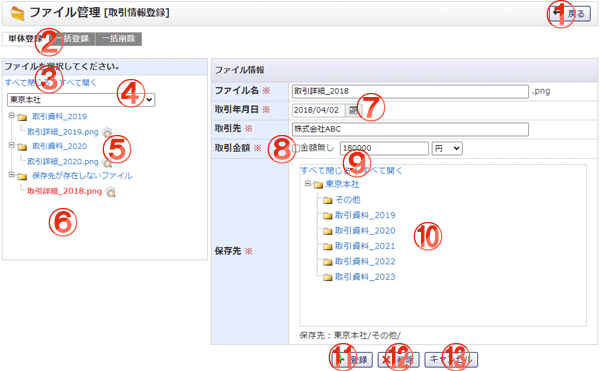 ファイル管理 [取引情報登録]
① 戻る
単体登録 ② 一括登録 一括削除
ファイルを選択してください。
③
すべて閉じる すべて開く
④
東京本社
取引資料_2019
取引詳細_2019.png
⑤
取引資料_2020
取引詳細_2020.png
保存先が存在しないファイル
取引詳細_2018.png
⑥
ファイル情報
ファイル名 ※ 取引詳細_2018 .png
取引年月日 ※ 2018/04/02 ⑦
取引先 ※ 株式会社ABC
取引金額 ※ ⑧ 金額無し 180000 円
⑨
保存先 ※
すべて閉じる すべて開く
東京本社
その他
取引資料_2019
取引資料_2020
⑩
取引資料_2021
取引資料_2022
取引資料_2023
保存先：東京本社/その他/
⑪ 登録 ⑫ 削除 ⑬ キャンセル